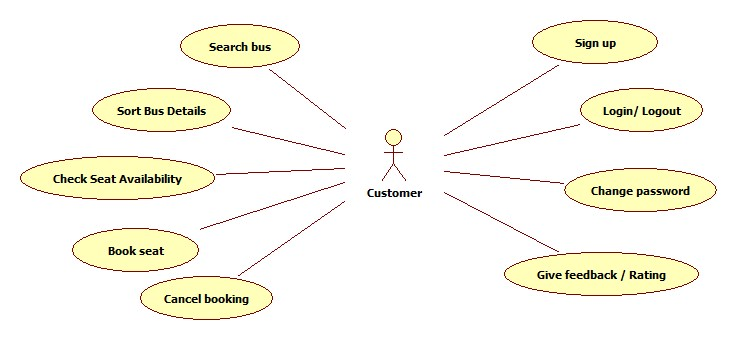 Search bus
Sign up
Sort Bus Details
Login/ Logout
Check Seat Availability
Customer
Change password
Book seat
Give feedback / Rating
Cancel booking